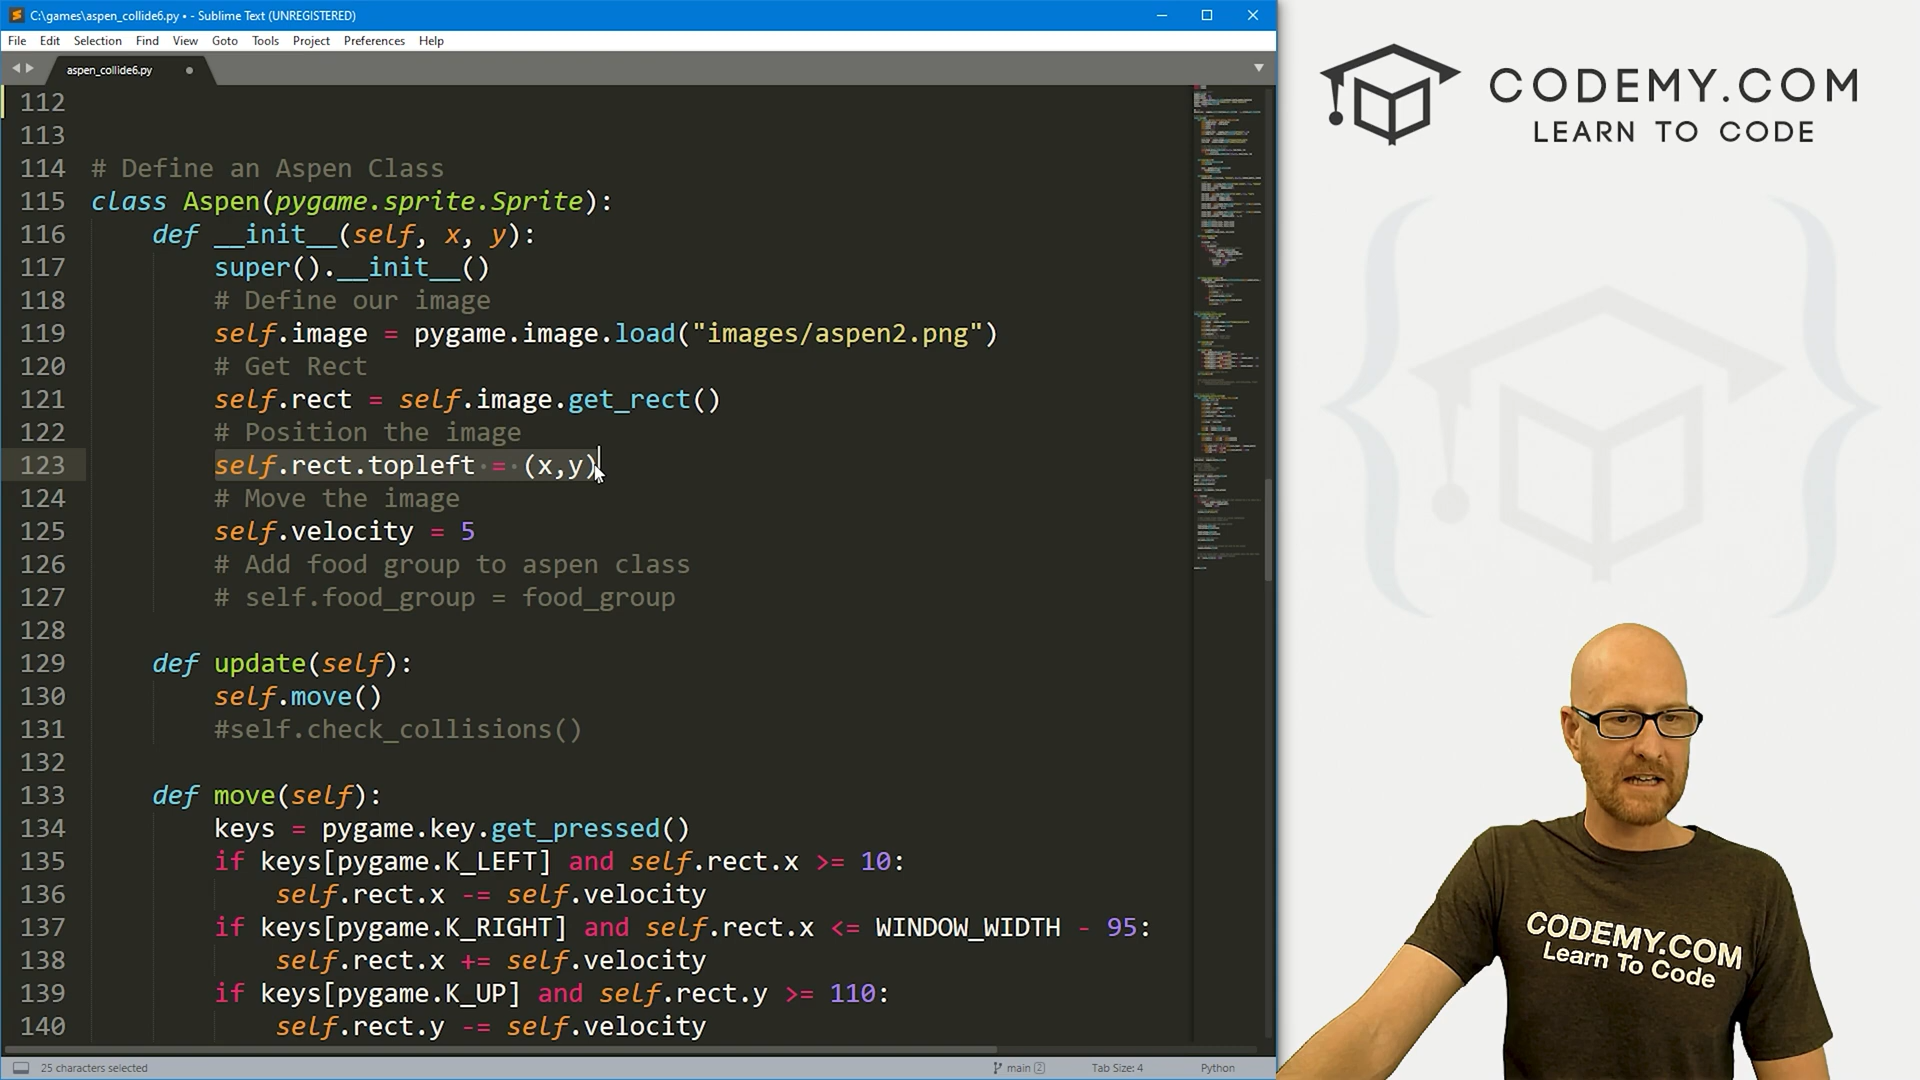 C:\games\aspen_collide6.py • - Sublime Text (UNREGISTERED)
File Edit Selection Find View Goto Tools Project Preferences Help
aspen_collide6.py
112
113
114 # Define an Aspen Class
115 class Aspen(pygame.sprite.Sprite):
116 def __init__(self, x, y):
117 super().__init__()
118 # Define our image
119 self.image = pygame.image.load("images/aspen2.png")
120 # Get Rect
121 self.rect = self.image.get_rect()
122 # Position the image
123 self.rect.topleft = (x,y)
124 # Move the image
125 self.velocity = 5
126 # Add food group to aspen class
127 # self.food_group = food_group
128
129 def update(self):
130 self.move()
131 #self.check_collisions()
132
133 def move(self):
134 keys = pygame.key.get_pressed()
135 if keys[pygame.K_LEFT] and self.rect.x >= 10:
136 self.rect.x -= self.velocity
137 if keys[pygame.K_RIGHT] and self.rect.x <= WINDOW_WIDTH - 95:
138 self.rect.x += self.velocity
139 if keys[pygame.K_UP] and self.rect.y >= 110:
140 self.rect.y -= self.velocity
25 characters selected
main 2
Tab Size: 4
Python
CODEMY.COM
LEARN TO CODE
CODEMY.COM
Learn To Code